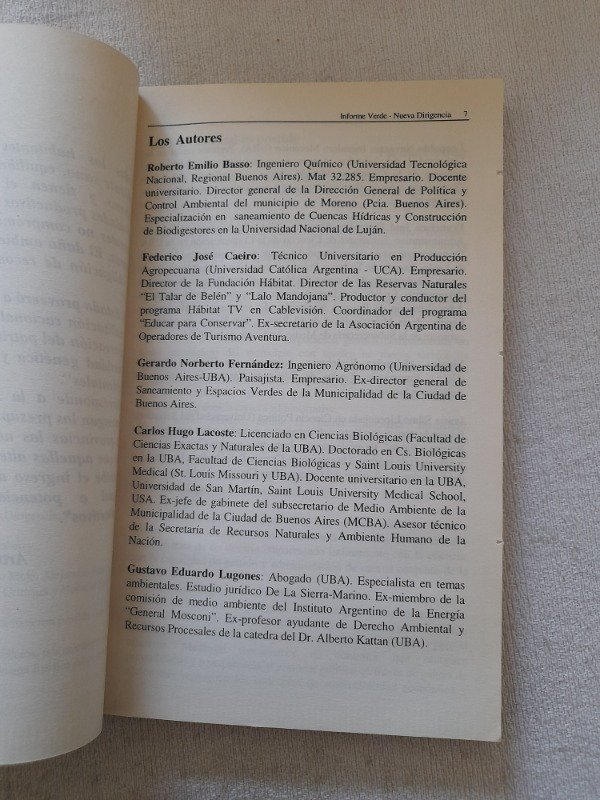 Informe Verde - Nueva Dirigencia 7
Los Autores
Roberto Emilio Basso: Ingeniero Químico (Universidad Tecnológica
Nacional, Regional Buenos Aires). Mat 32.285. Empresario. Docente
universitario. Director general de la Dirección General de Política y
Control Ambiental del municipio de Moreno (Pcia. Buenos Aires).
Especialización en saneamiento de Cuencas Hídricas y Construcción
de Biodigestores en la Universidad Nacional de Luján.
Federico José Caeiro: Técnico Universitario en Producción
Agropecuaria (Universidad Católica Argentina - UCA). Empresario.
Director de la Fundación Hábitat. Director de las Reservas Naturales
“El Talar de Belén” y “Lalo Mandojana”. Productor y conductor del
programa Hábitat TV en Cablevisión. Coordinador del programa
“Educar para Conservar”. Ex-secretario de la Asociación Argentina de
Operadores de Turismo Aventura.
Gerardo Norberto Fernández: Ingeniero Agrónomo (Universidad de
Buenos Aires-UBA). Paisajista. Empresario. Ex-director general de
Saneamiento y Espacios Verdes de la Municipalidad de la Ciudad de
Buenos Aires.
Carlos Hugo Lacoste: Licenciado en Ciencias Biológicas (Facultad de
Ciencias Exactas y Naturales de la UBA). Doctorado en Cs. Biológicas
en la UBA, Facultad de Ciencias Biológicas y Saint Louis University
Medical (St. Louis Missouri y UBA). Docente universitario en la UBA,
Universidad de San Martín, Saint Louis University Medical School,
USA. Ex-jefe de gabinete del subsecretario de Medio Ambiente de la
Municipalidad de la Ciudad de Buenos Aires (MCBA). Asesor técnico
de la Secretaría de Recursos Naturales y Ambiente Humano de la
Nación.
Gustavo Eduardo Lugones: Abogado (UBA). Especialista en temas
ambientales. Estudio jurídico De La Sierra-Marino. Ex-miembro de la
comisión de medio ambiente del Instituto Argentino de la Energía
“General Mosconi”. Ex-profesor ayudante de Derecho Ambiental y
Recursos Procesales de la catedra del Dr. Alberto Kattan (UBA).